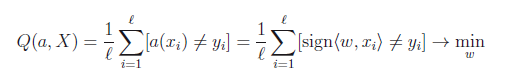 Q(a, X) = \frac{1}{\ell} \sum_{i=1}^{\ell} [a(x_i) \neq y_i] = \frac{1}{\ell} \sum_{i=1}^{\ell} [\text{sign}\langle w, x_i \rangle \neq y_i] \to \min_{w}